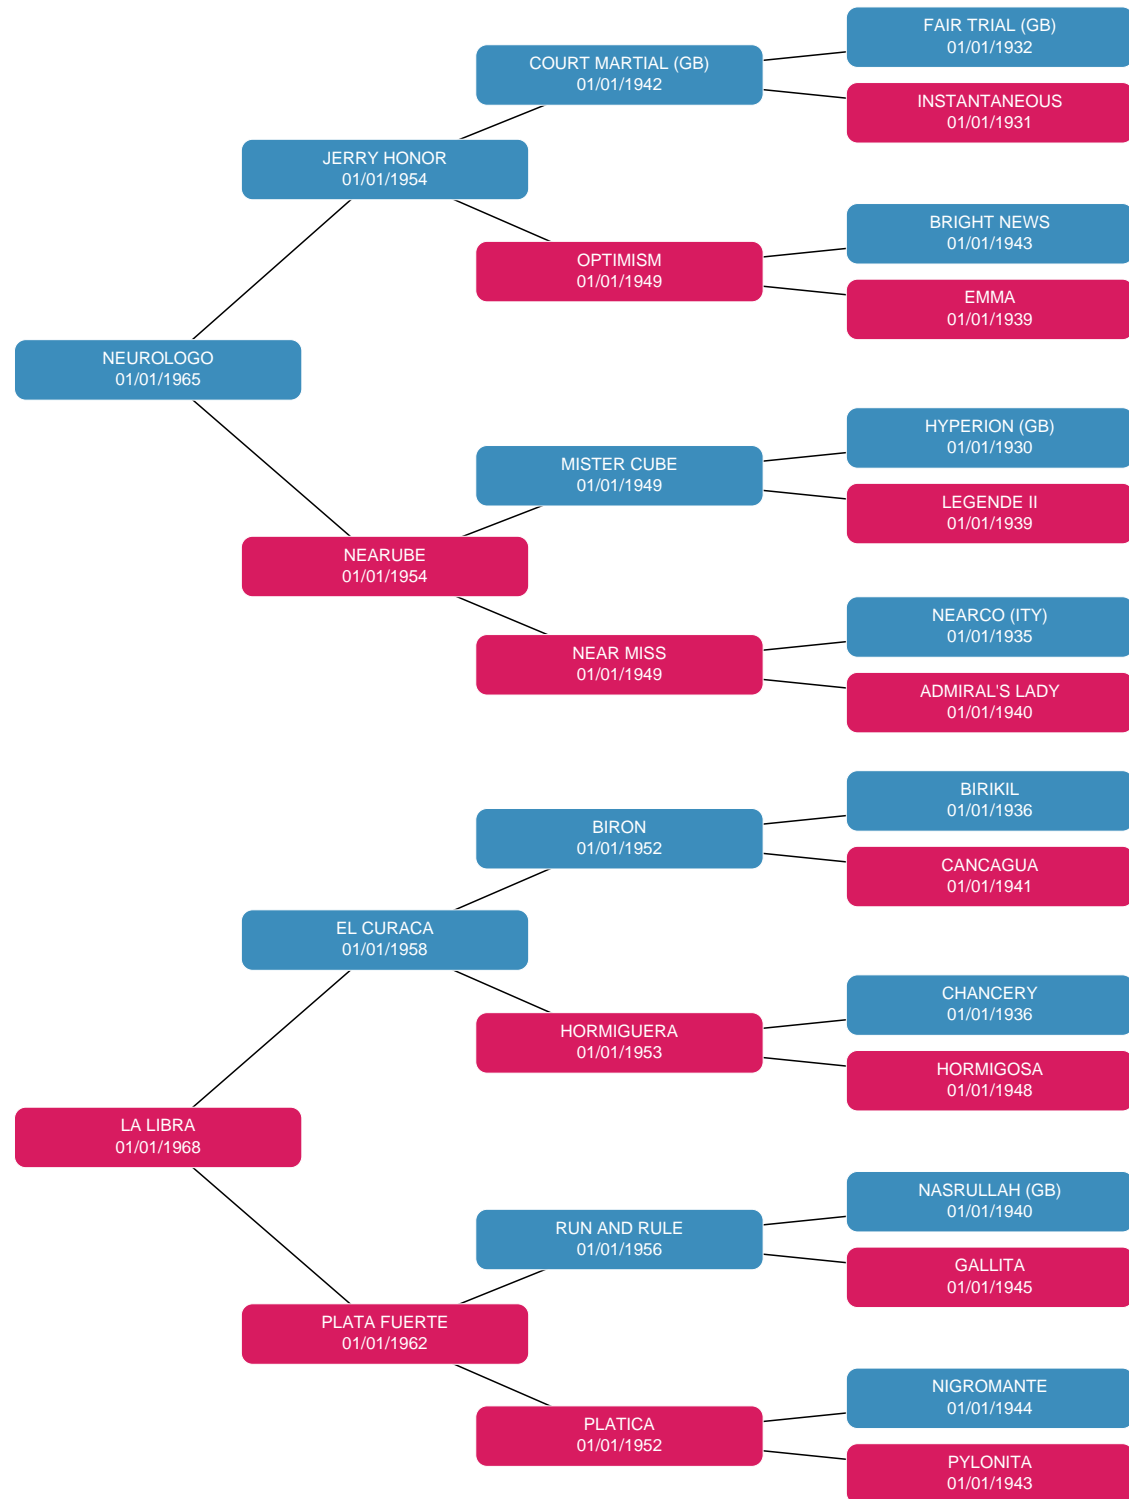 FAIR TRIAL (GB)
01/01/1932
COURT MARTIAL (GB)
01/01/1942
INSTANTANEOUS
01/01/1931
JERRY HONOR
01/01/1954
BRIGHT NEWS
01/01/1943
OPTIMISM
01/01/1949
EMMA
01/01/1939
NEUROLOGO
01/01/1965
HYPERION (GB)
01/01/1930
MISTER CUBE
01/01/1949
LEGENDE II
01/01/1939
NEARUBE
01/01/1954
NEARCO (ITY)
01/01/1935
NEAR MISS
01/01/1949
ADMIRAL'S LADY
01/01/1940
BIRIKIL
01/01/1936
BIRON
01/01/1952
CANCAGUA
01/01/1941
EL CURACA
01/01/1958
CHANCERY
01/01/1936
HORMIGUERA
01/01/1953
HORMIGOSA
01/01/1948
LA LIBRA
01/01/1968
NASRULLAH (GB)
01/01/1940
RUN AND RULE
01/01/1956
GALLITA
01/01/1945
PLATA FUERTE
01/01/1962
NIGROMANTE
01/01/1944
PLATICA
01/01/1952
PYLONITA
01/01/1943